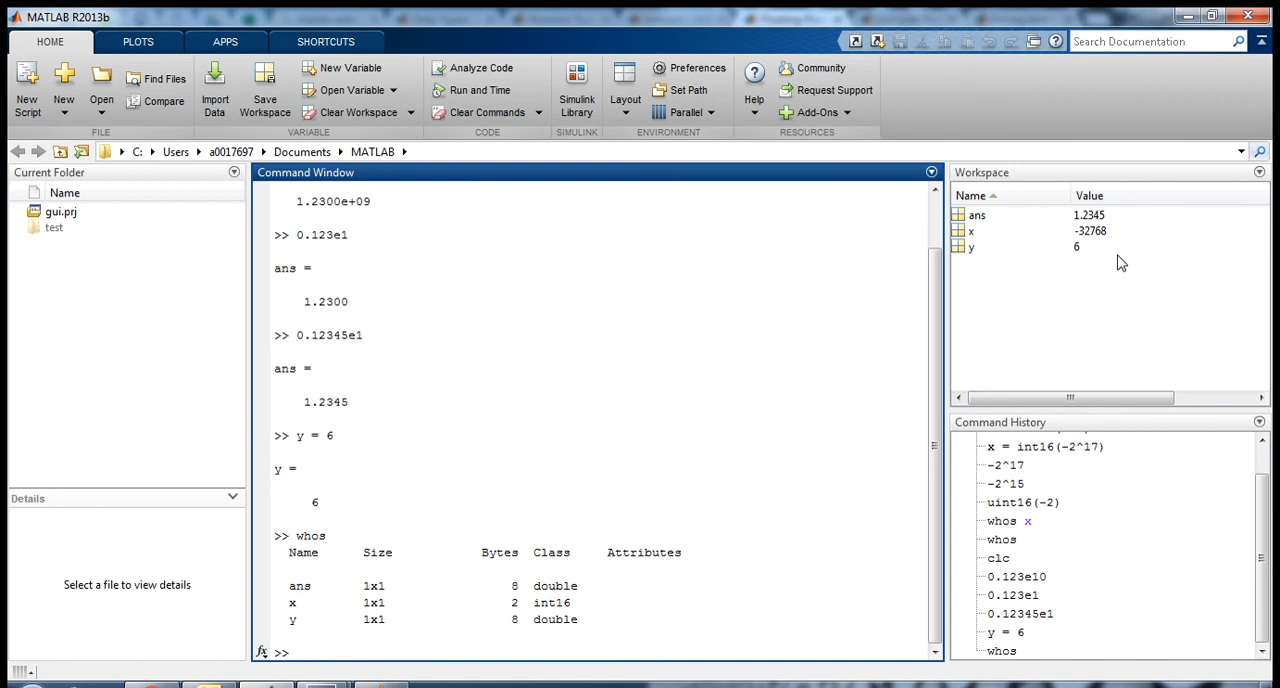 MATLAB R2013b
HOME PLOTS APPS SHORTCUTS Search Documentation
New Script
New
Open
Find Files
Compare
FILE
Import Data
Save Workspace
New Variable
Open Variable
Clear Workspace
VARIABLE
Analyze Code
Run and Time
Clear Commands
CODE
Simulink Library
SIMULINK
Layout
Preferences
Set Path
Parallel
ENVIRONMENT
Help
Community
Request Support
Add-Ons
RESOURCES
C: Users a0017697 Documents MATLAB
Current Folder
Name
gui.prj
test
Details
Select a file to view details
Command Window
1.2300e+09
>> 0.123e1
ans =
1.2300
>> 0.12345e1
ans =
1.2345
>> y = 6
y =
6
>> whos
Name Size Bytes Class Attributes
ans 1x1 8 double
x 1x1 2 int16
y 1x1 8 double
fx >>
Workspace
Name Value
ans 1.2345
x -32768
y 6
Command History
x = int16(-2^17)
-2^17
-2^15
uint16(-2)
whos x
whos
clc
0.123e10
0.123e1
0.12345e1
y = 6
whos